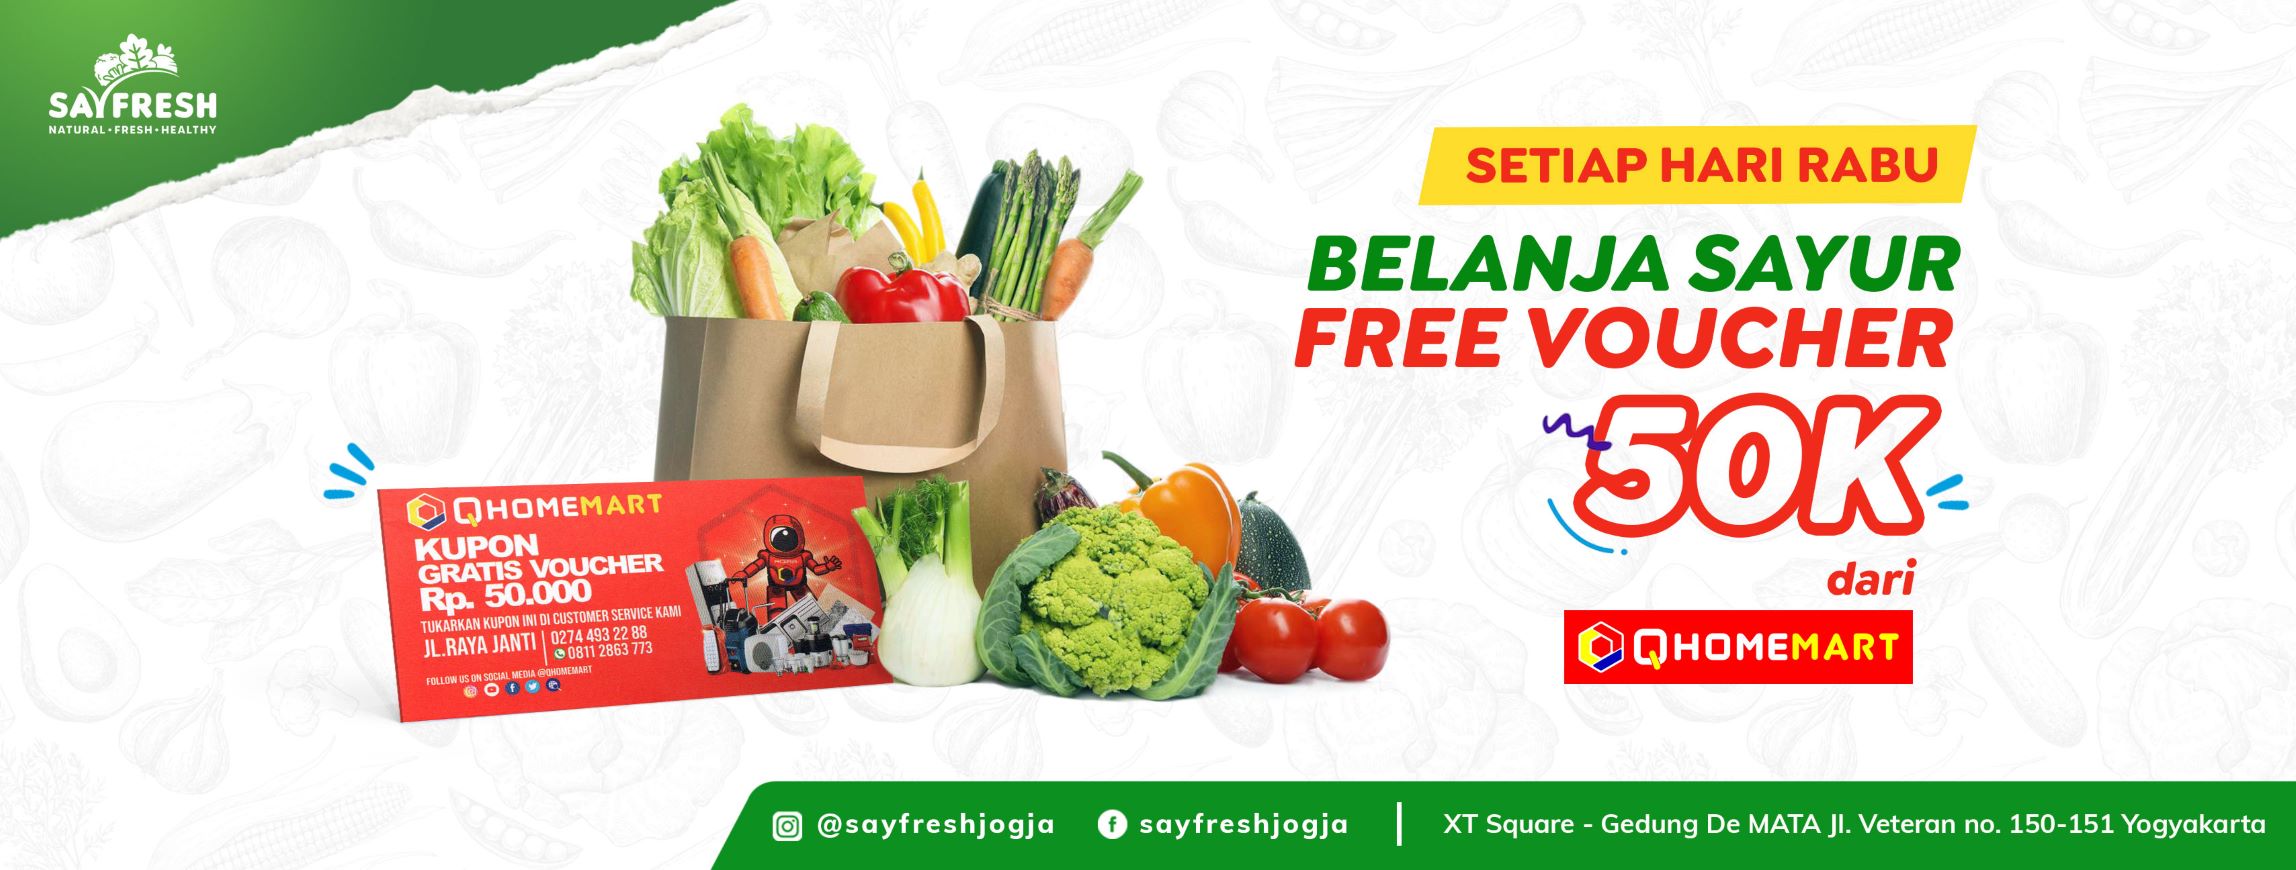 SAYFRESH
NATURAL • FRESH • HEALTHY
SETIAP HARI RABU
BELANJA SAYUR
FREE VOUCHER
50K
dari
QHOMEMART
QHOMEMART
KUPON
GRATIS VOUCHER
Rp. 50.000
TUKARKAN KUPON INI DI CUSTOMER SERVICE KAMI
JL.RAYA JANTI | 0274 493 22 88
0811 2863 773
FOLLOW US ON SOCIAL MEDIA @QHOMEMART
@sayfreshjogja sayfreshjogja | XT Square - Gedung De MATA Jl. Veteran no. 150-151 Yogyakarta